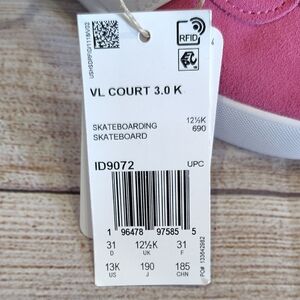 RFID
VL COURT 3.0 K
SKATEBOARDING
SKATEBOARD
12½K
690
ID9072
UPC
1 96478 97585 5
31 12½K 31
D UK F
13K 190 185
US J CHN